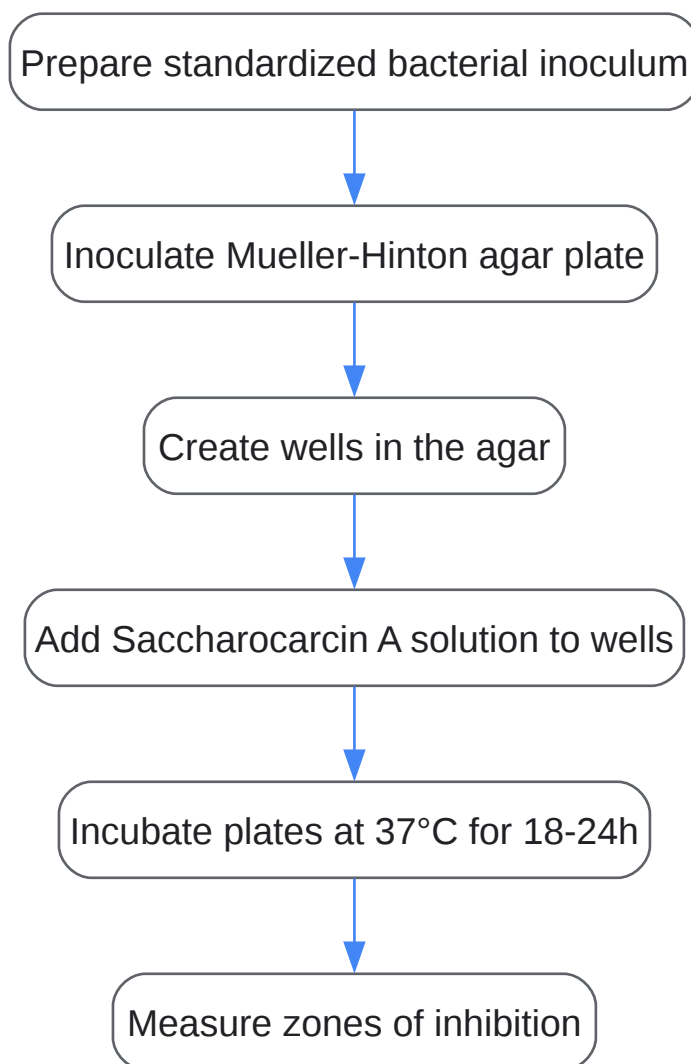 Prepare standardized bacterial inoculum
Inoculate Mueller-Hinton agar plate
Create wells in the agar
Add Saccharocarcin A solution to wells
Incubate plates at 37°C for 18-24h
Measure zones of inhibition